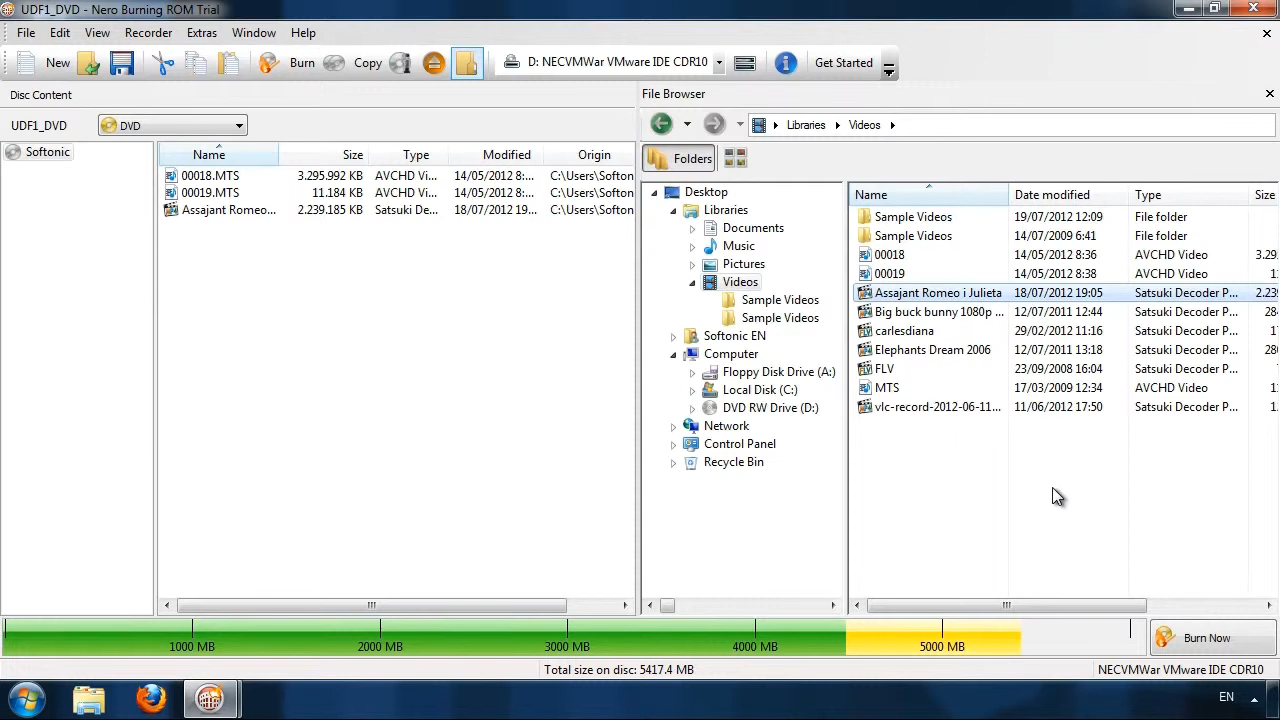 UDF1_DVD - Nero Burning ROM Trial
File Edit View Recorder Extras Window Help
New Burn Copy D: NECVMWar VMware IDE CDR10 Get Started
Disc Content
UDF1_DVD DVD
Softonic
Name Size Type Modified Origin
00018.MTS 3.295.992 KB AVCHD Vi... 14/05/2012 8:... C:\Users\Softon
00019.MTS 11.184 KB AVCHD Vi... 14/05/2012 8:... C:\Users\Softon
Assajant Romeo... 2.239.185 KB Satsuki De... 18/07/2012 19... C:\Users\Softon
File Browser
Libraries Videos
Folders
Desktop
Libraries
Documents
Music
Pictures
Videos
Sample Videos
Sample Videos
Softonic EN
Computer
Floppy Disk Drive (A:)
Local Disk (C:)
DVD RW Drive (D:)
Network
Control Panel
Recycle Bin
Name Date modified Type Size
Sample Videos 19/07/2012 12:09 File folder
Sample Videos 14/07/2009 6:41 File folder
00018 14/05/2012 8:36 AVCHD Video 3.29
00019 14/05/2012 8:38 AVCHD Video 1
Assajant Romeo i Julieta 18/07/2012 19:05 Satsuki Decoder P... 2.23
Big buck bunny 1080p ... 12/07/2011 12:44 Satsuki Decoder P... 28
carlesdiana 29/02/2012 11:16 Satsuki Decoder P... 1
Elephants Dream 2006 12/07/2011 13:18 Satsuki Decoder P... 28
FLV 23/09/2008 16:04 Satsuki Decoder P...
MTS 17/03/2009 12:34 AVCHD Video 1
vlc-record-2012-06-11... 11/06/2012 17:50 Satsuki Decoder P... 1
1000 MB 2000 MB 3000 MB 4000 MB 5000 MB
Burn Now
Total size on disc: 5417.4 MB NECVMWar VMware IDE CDR10
EN